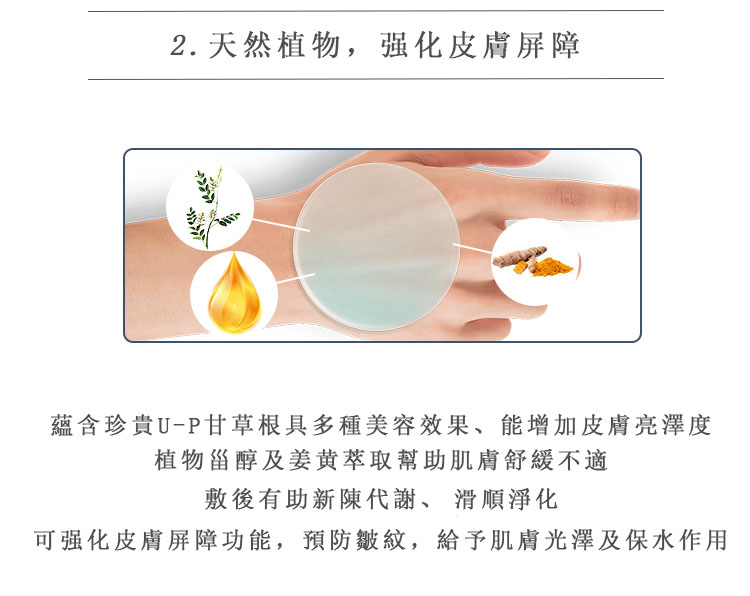 2.天然植物，强化皮膚屏障
蘊含珍貴U-P甘草根具多種美容效果、能增加皮膚亮澤度
植物甾醇及姜黄萃取幫助肌膚舒緩不適
敷後有助新陳代謝、 滑順淨化
可强化皮膚屏障功能，預防皺紋，給予肌膚光澤及保水作用